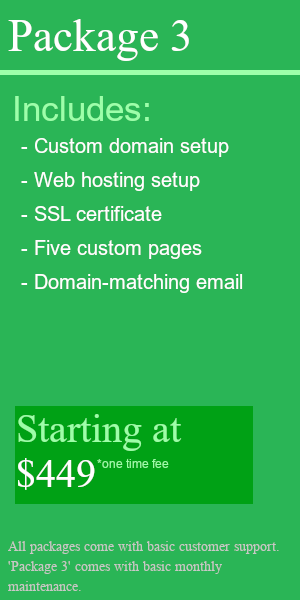 Package 3
Includes:
- Custom domain setup
- Web hosting setup
- SSL certificate
- Five custom pages
- Domain-matching email
Starting at
$449*one time fee
All packages come with basic customer support.
'Package 3' comes with basic monthly
maintenance.